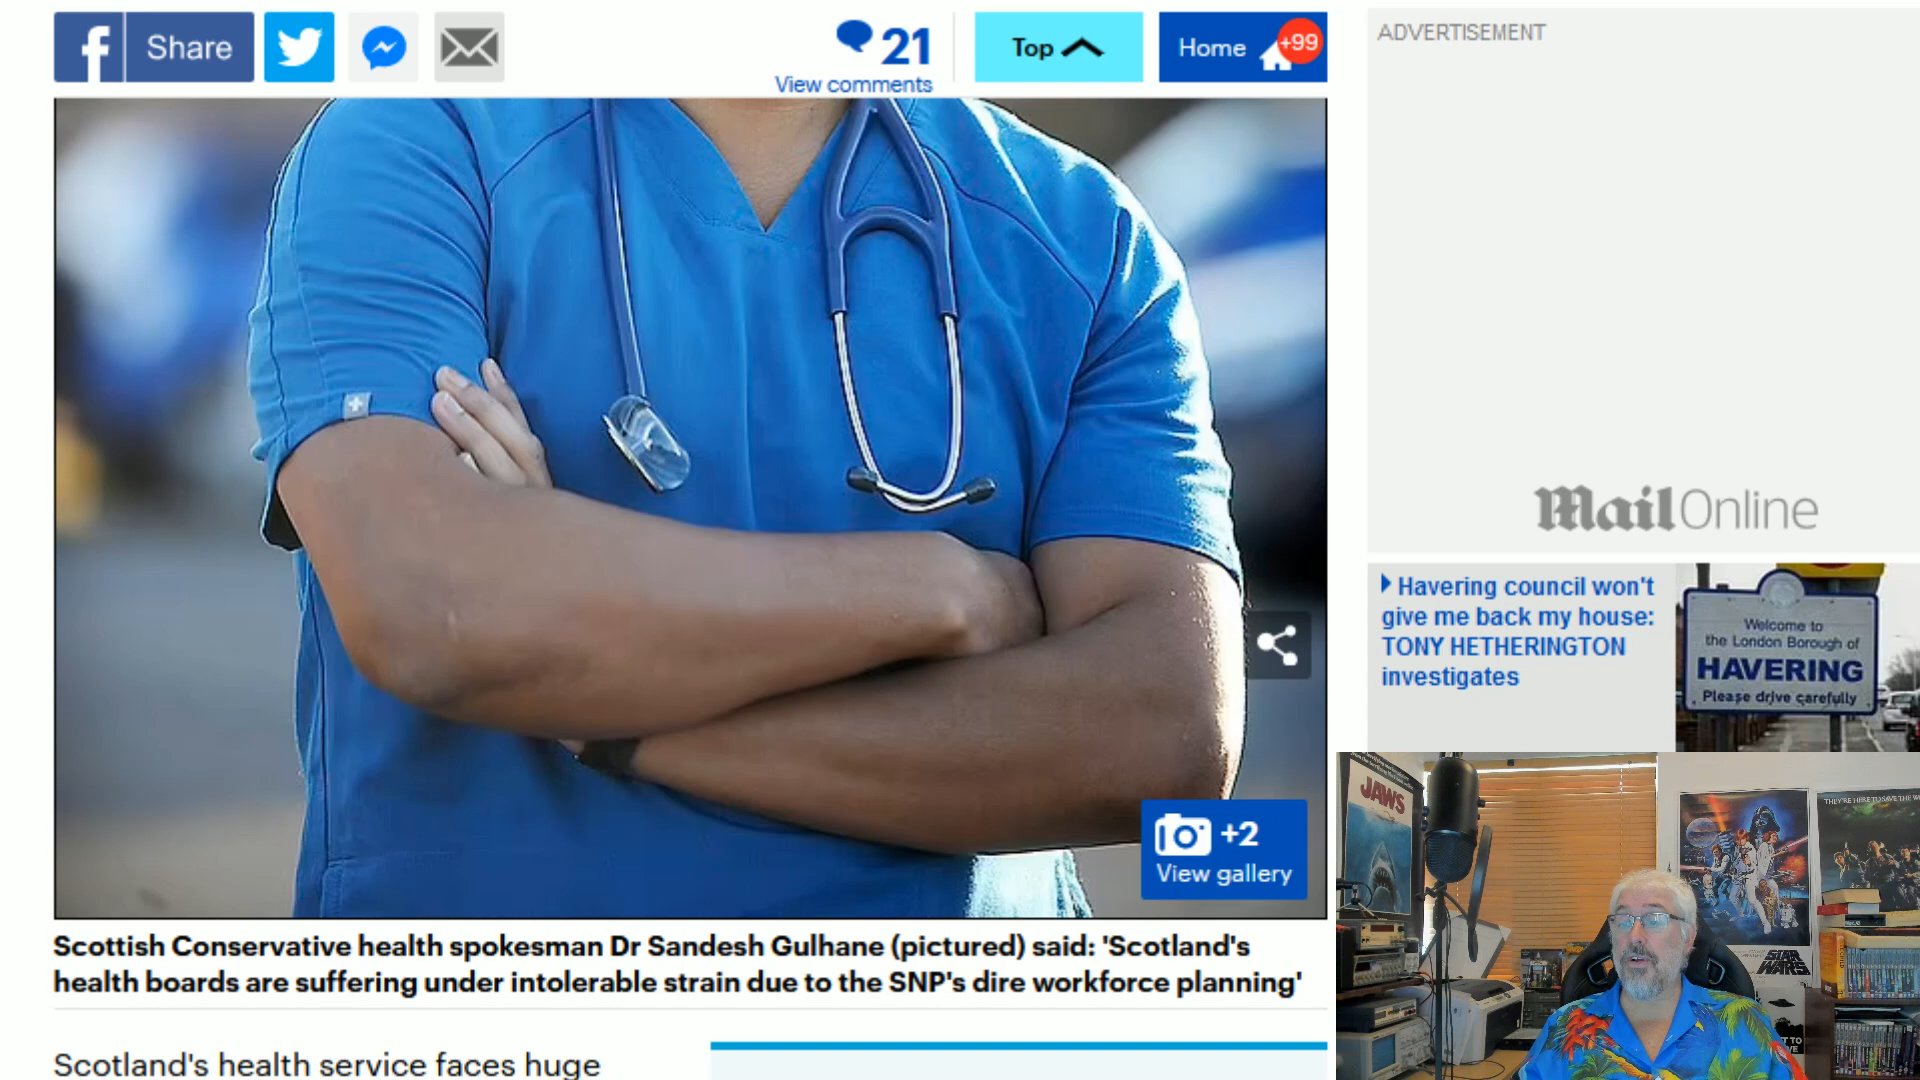 Share
21
View comments
Top
Home
+99
ADVERTISEMENT
Mail Online
Havering council won't
give me back my house:
TONY HETHERINGTON
investigates
Welcome to
the London Borough of
HAVERING
Please drive carefully
+2
View gallery
Scottish Conservative health spokesman Dr Sandesh Gulhane (pictured) said: 'Scotland's
health boards are suffering under intolerable strain due to the SNP's dire workforce planning'
Scotland's health service faces huge
JAWS
STAR
WARS